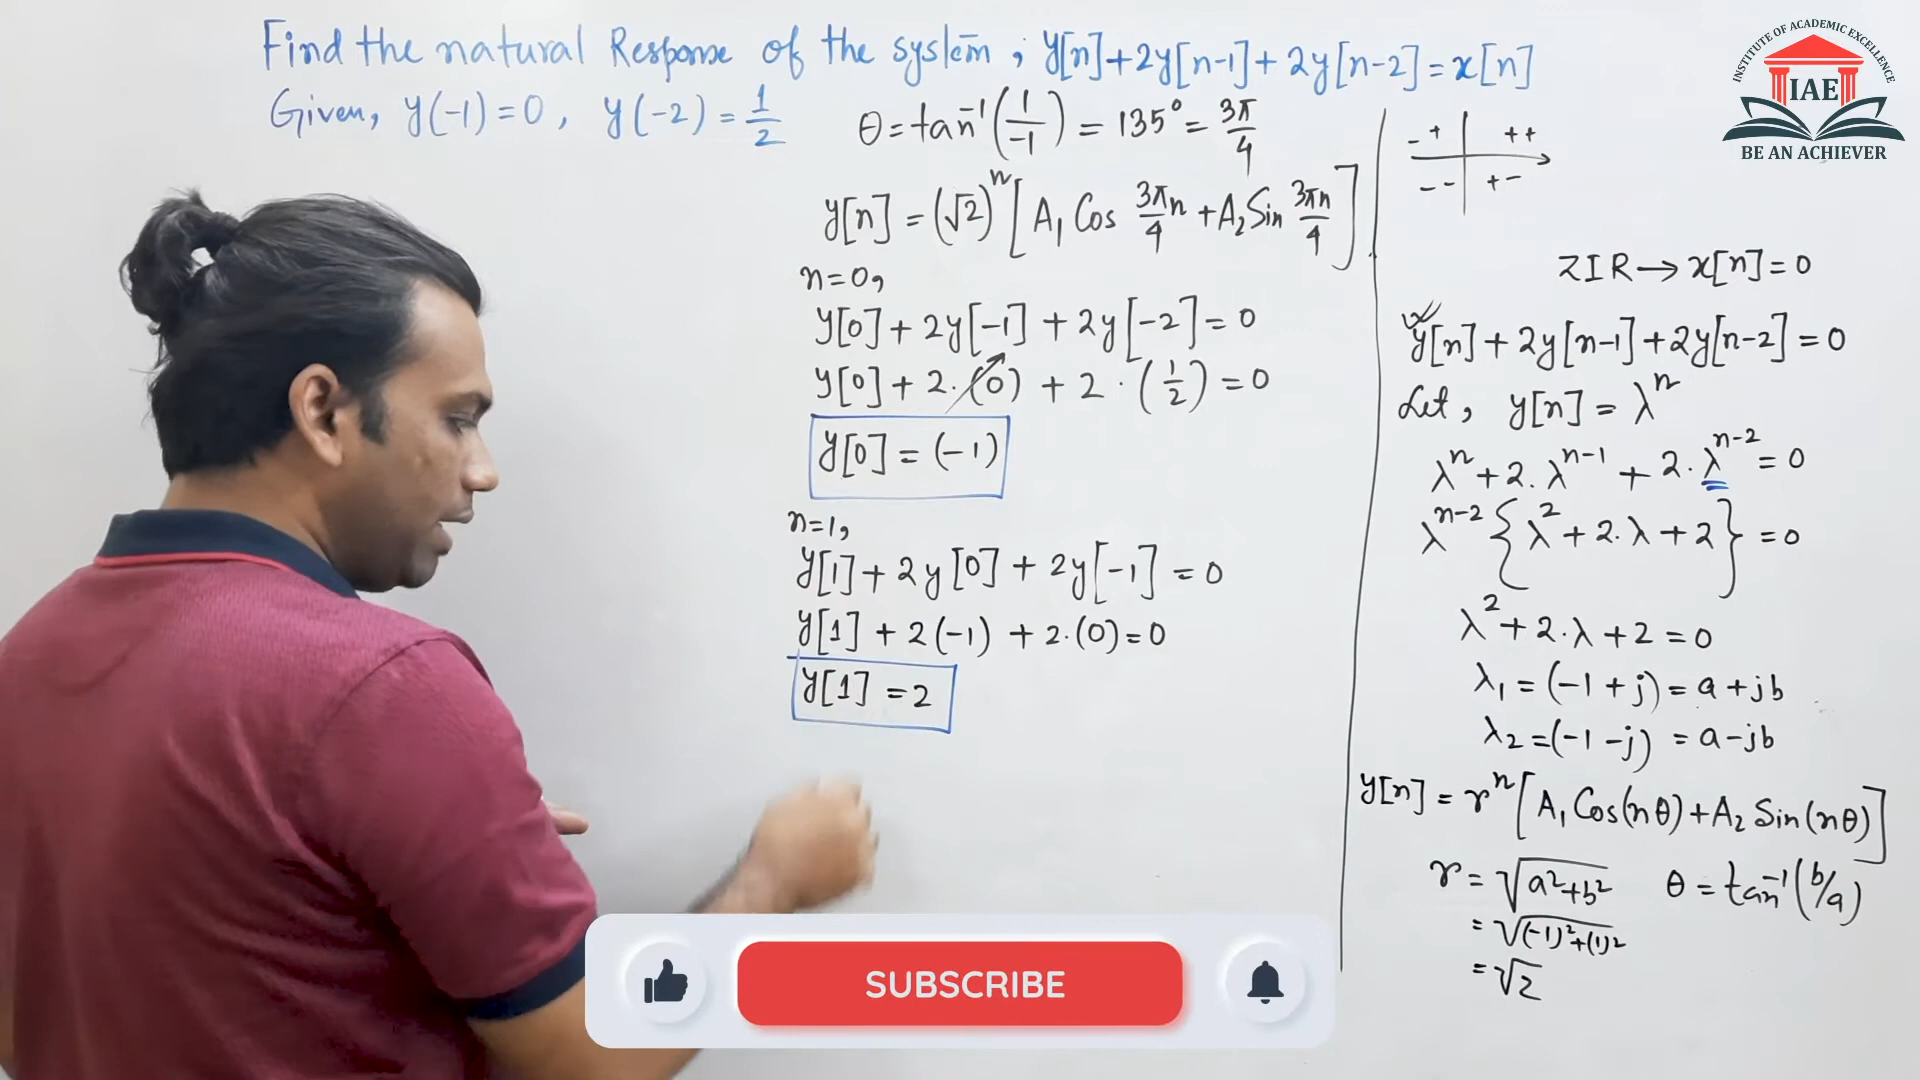 Find the natural Response of the system ; y[n]+2y[n-1]+2y[n-2]=x[n]
Given, y(-1)=0, y(-2)=1/2
θ=tan⁻¹(1/-1)=135°=3π/4
y[n]=(√2)ⁿ[A₁ Cos 3π/4 n +A₂ Sin 3πn/4].
n=0,
y[0]+2y[-1]+2y[-2]=0
y[0]+2.(0)+2.(1/2)=0
y[0]=(-1)
n=1,
y[1]+2y[0]+2y[-1]=0
y[1]+2(-1)+2.(0)=0
y[1]=2
-+ ++
-- +-
ZIR→x[n]=0
y[n]+2y[n-1]+2y[n-2]=0
Let, y[n]=λⁿ
λⁿ+2.λⁿ⁻¹+2.λⁿ⁻²=0
λⁿ⁻²{λ²+2.λ+2}=0
λ²+2.λ+2=0
λ₁=(-1+j)=a+jb
λ₂=(-1-j)=a-jb
y[n]=rⁿ[A₁Cos(nθ)+A₂Sin(nθ)]
r=√a²+b² θ=tan⁻¹(b/a)
=√(-1)²+(1)²
=√2
INSTITUTE OF ACADEMIC EXCELLENCE
IAE
BE AN ACHIEVER
SUBSCRIBE